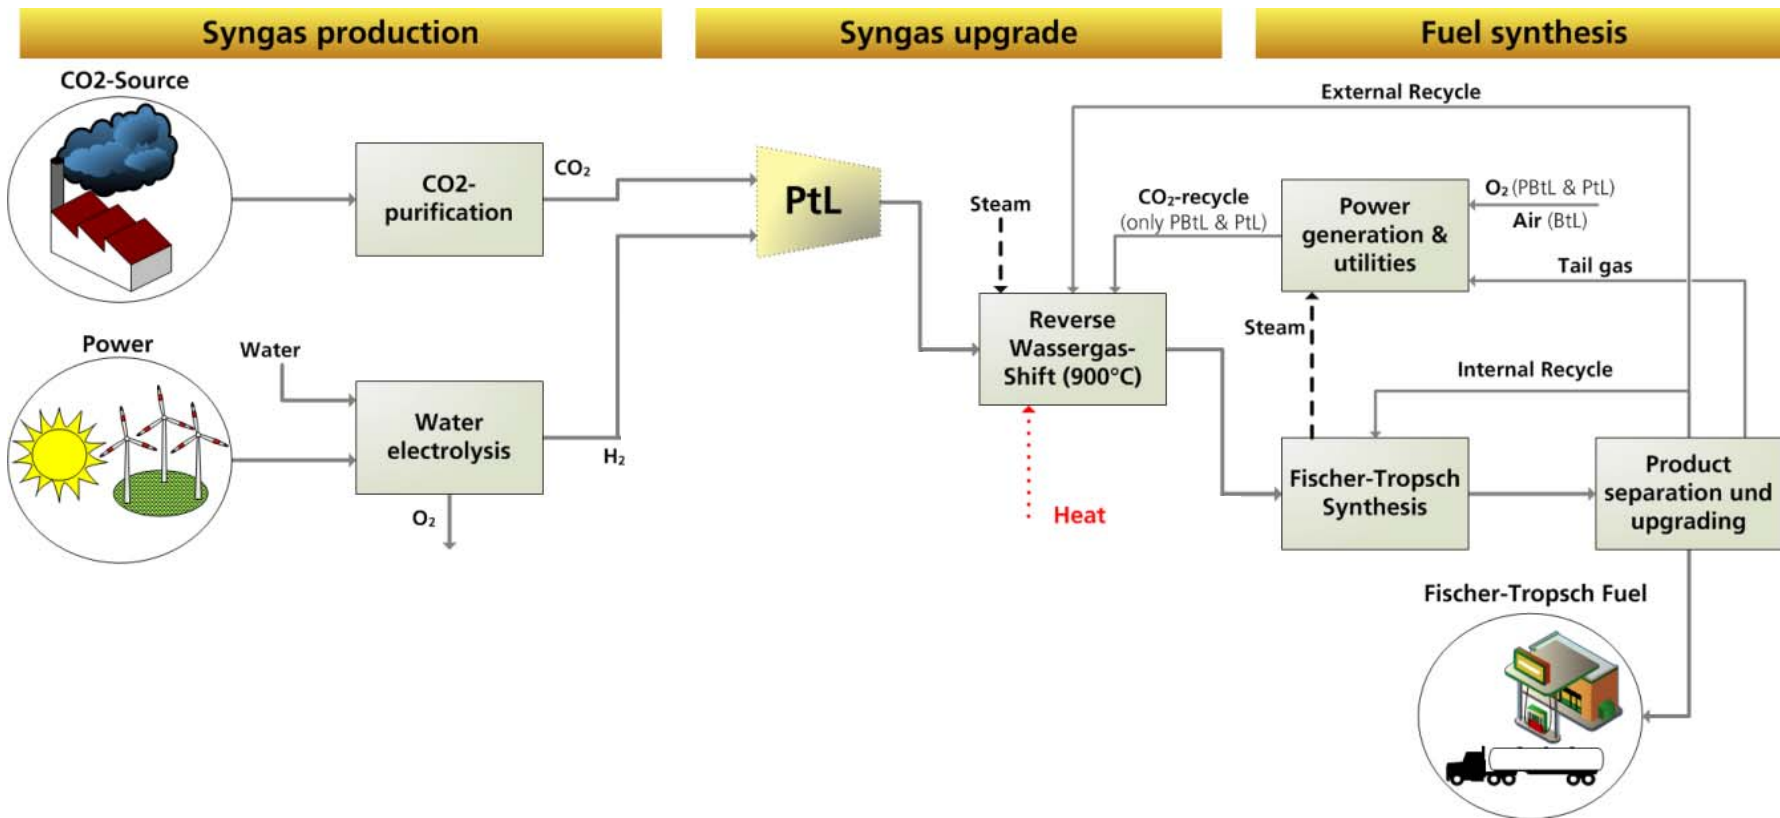 Syngas production
Syngas upgrade
Fuel synthesis
CO2-Source
CO2-
purification
CO₂
PtL
Power
Water
Water
electrolysis
H₂
O₂
Steam
Reverse
Wassergas-
Shift (900°C)
Heat
External Recycle
CO₂-recycle
(only PBtL & PtL)
Power
generation &
utilities
O₂ (PBtL & PtL)
Air (BtL)
Tail gas
Steam
Internal Recycle
Fischer-Tropsch
Synthesis
Product
separation und
upgrading
Fischer-Tropsch Fuel